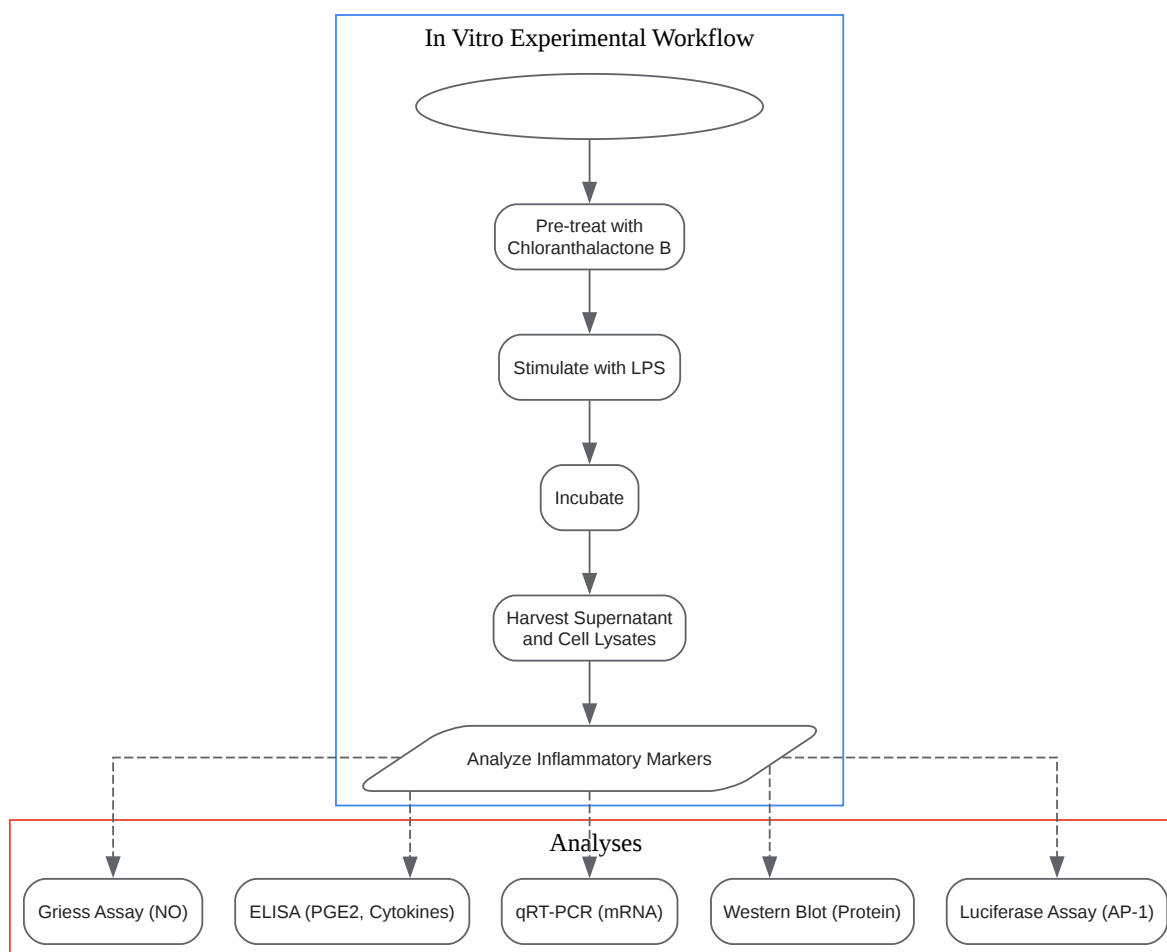 In Vitro Experimental Workflow
Pre-treat with
Chloranthalactone B
Stimulate with LPS
Incubate
Harvest Supernatant
and Cell Lysates
Analyze Inflammatory Markers
Analyses
Griess Assay (NO)
ELISA (PGE2, Cytokines)
qRT-PCR (mRNA)
Western Blot (Protein)
Luciferase Assay (AP-1)